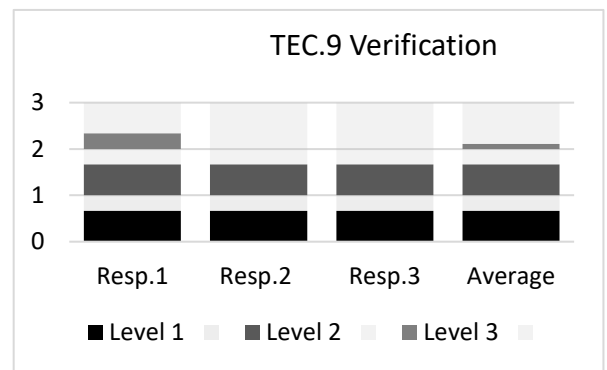 TEC.9 Verification
3
2
1
0
Resp.1 Resp.2 Resp.3 Average
Level 1 Level 2 Level 3